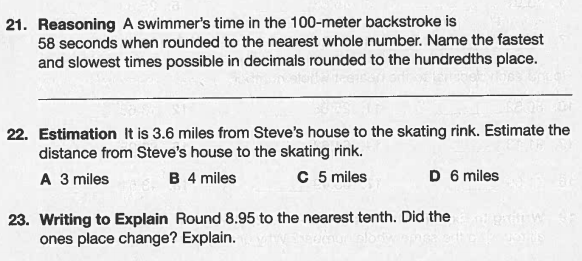 21. Reasoning A swimmer's time in the 100-meter backstroke is
58 seconds when rounded to the nearest whole number. Name the fastest
and slowest times possible in decimals rounded to the hundredths place.
22. Estimation It is 3.6 miles from Steve's house to the skating rink. Estimate the
distance from Steve's house to the skating rink.
A 3 miles B 4 miles C 5 miles D 6 miles
23. Writing to Explain Round 8.95 to the nearest tenth. Did the
ones place change? Explain.